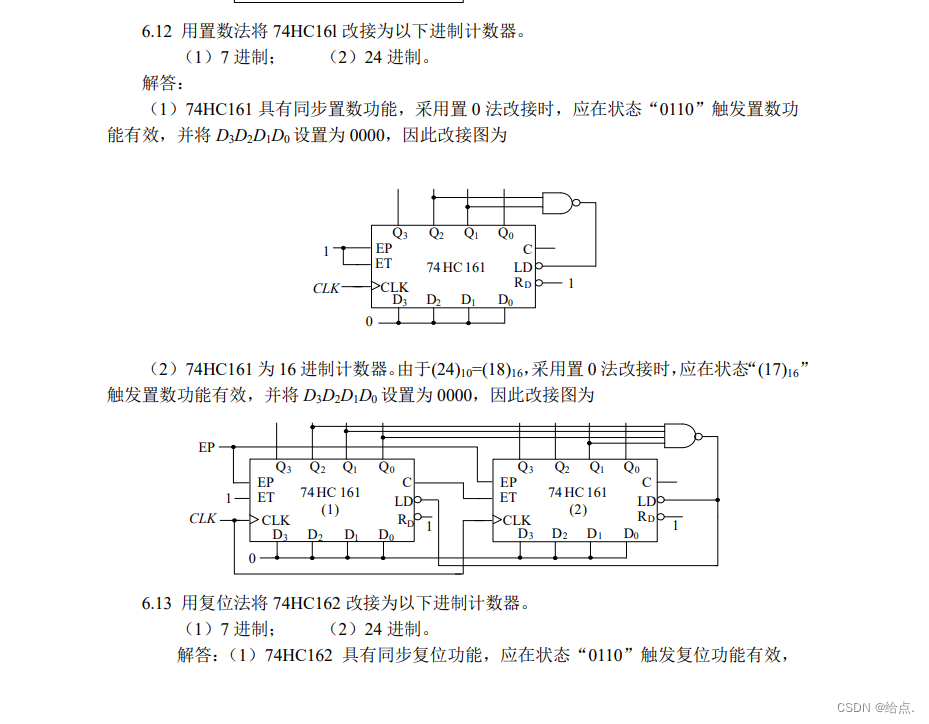 6.12 用置数法将 74HC16l 改接为以下进制计数器。
（1）7 进制； （2）24 进制。
解答：
（1）74HC161 具有同步置数功能，采用置 0 法改接时，应在状态“0110”触发置数功
能有效，并将 D3D2D1D0 设置为 0000，因此改接图为
Q3 Q2 Q1 Q0
1 EP C
ET 74 HC 161 LD
CLK CLK RD 1
D3 D2 D1 D0
0
（2）74HC161 为 16 进制计数器。由于(24)10=(18)16，采用置 0 法改接时，应在状态“(17)16”
触发置数功能有效，并将 D3D2D1D0 设置为 0000，因此改接图为
EP
Q3 Q2 Q1 Q0 Q3 Q2 Q1 Q0
EP C EP C
1 ET 74 HC 161 LD ET 74 HC 161 LD
(1) (2)
CLK CLK RD 1 CLK RD 1
D3 D2 D1 D0 D3 D2 D1 D0
0
6.13 用复位法将 74HC162 改接为以下进制计数器。
（1）7 进制； （2）24 进制。
解答：（1）74HC162 具有同步复位功能，应在状态“0110”触发复位功能有效，
CSDN @给点.